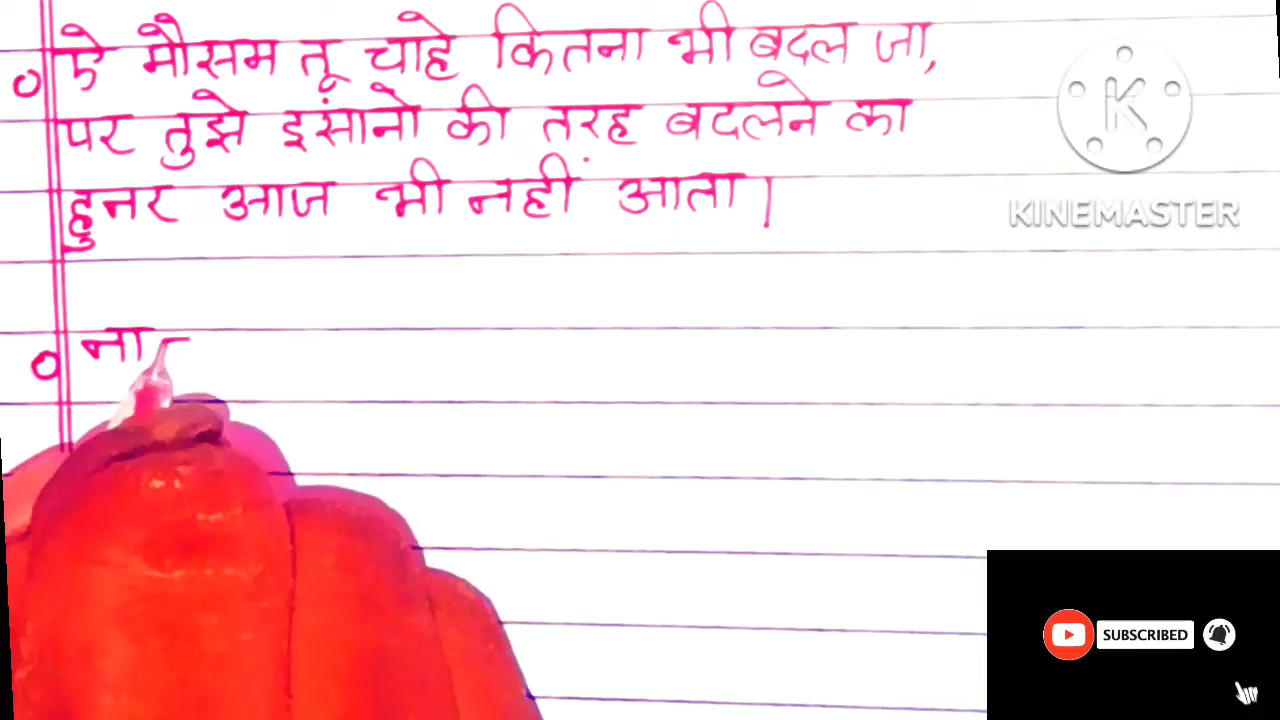 ऐ मौसम तू चाहे कितना भी बदल जा,
पर तुझे इंसानो की तरह बदलने का
हुनर आज भी नहीं आता।
ना
KINEMASTER
SUBSCRIBED